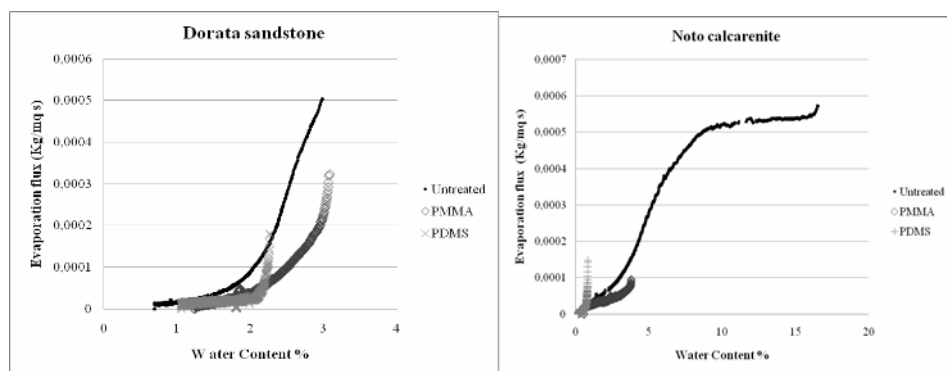 Dorata sandstone
Evaporation flux (Kg/mq s)
0,0006
0,0005
0,0004
0,0003
0,0002
0,0001
0
0
1
2
3
4
W ater Content %
Untreated
PMMA
PDMS
Noto calcarenite
Evaporation flux (Kg/mq s)
0,0007
0,0006
0,0005
0,0004
0,0003
0,0002
0,0001
0
0
5
10
15
20
Water Content %
Untreated
PMMA
PDMS